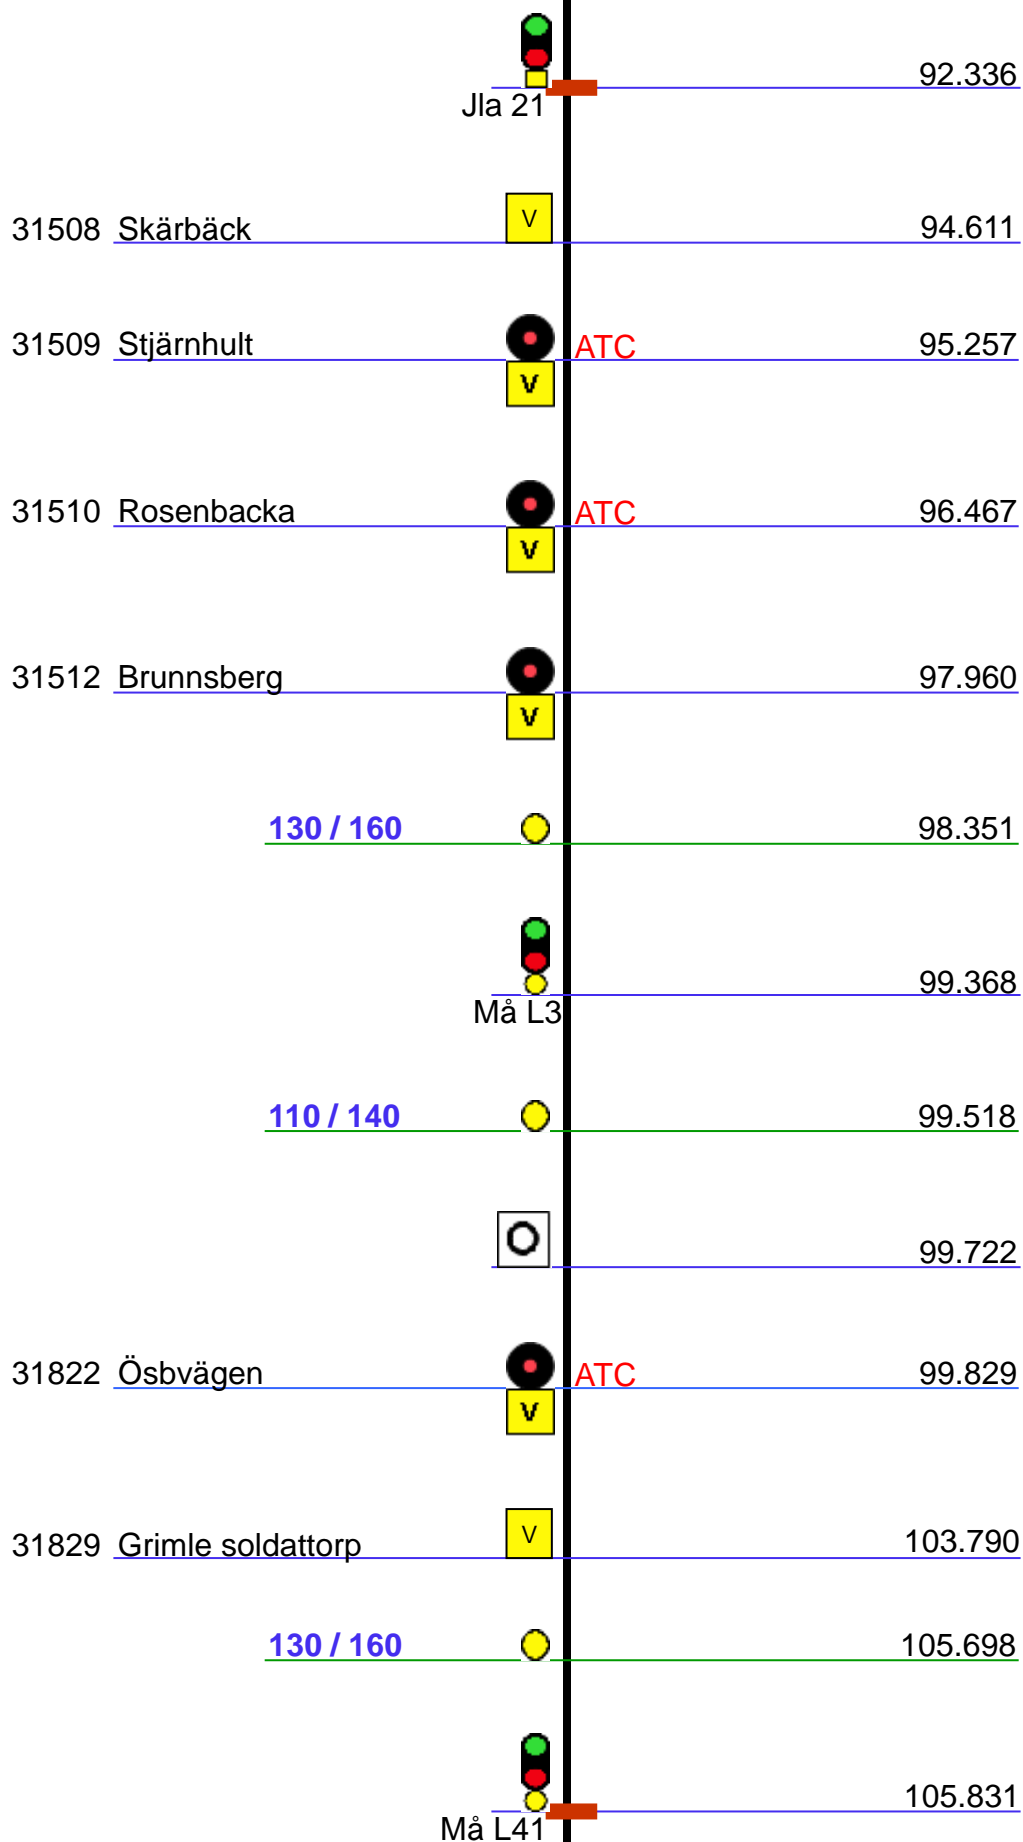 92.336
Jla 21
31508 Skärbäck V 94.611
31509 Stjärnhult ATC 95.257
V
31510 Rosenbacka ATC 96.467
V
31512 Brunnsberg 97.960
V
130 / 160 98.351
99.368
Må L3
110 / 140 99.518
O 99.722
31822 Ösbvägen ATC 99.829
V
31829 Grimle soldattorp V 103.790
130 / 160 105.698
105.831
Må L41